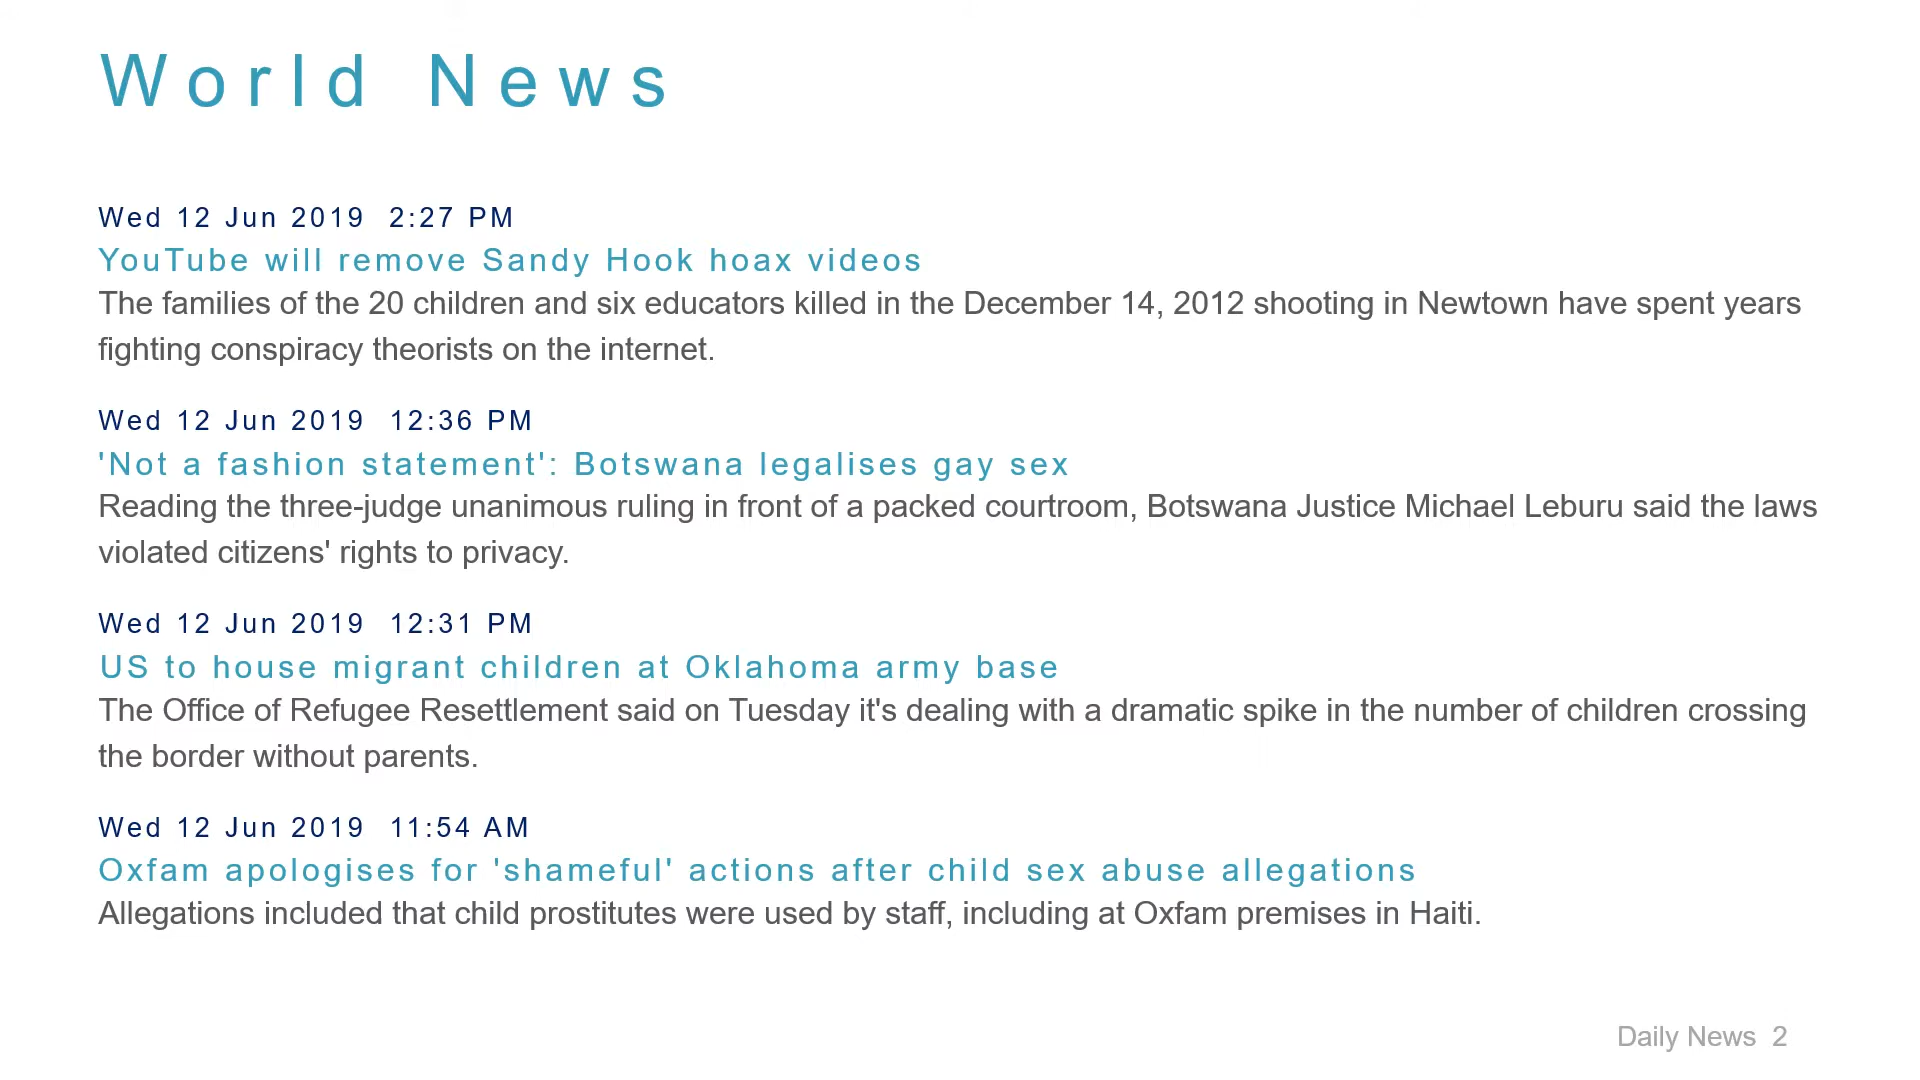 World News
Wed 12 Jun 2019 2:27 PM
YouTube will remove Sandy Hook hoax videos
The families of the 20 children and six educators killed in the December 14, 2012 shooting in Newtown have spent years
fighting conspiracy theorists on the internet.
Wed 12 Jun 2019 12:36 PM
'Not a fashion statement': Botswana legalises gay sex
Reading the three-judge unanimous ruling in front of a packed courtroom, Botswana Justice Michael Leburu said the laws
violated citizens' rights to privacy.
Wed 12 Jun 2019 12:31 PM
US to house migrant children at Oklahoma army base
The Office of Refugee Resettlement said on Tuesday it's dealing with a dramatic spike in the number of children crossing
the border without parents.
Wed 12 Jun 2019 11:54 AM
Oxfam apologises for 'shameful' actions after child sex abuse allegations
Allegations included that child prostitutes were used by staff, including at Oxfam premises in Haiti.
Daily News 2